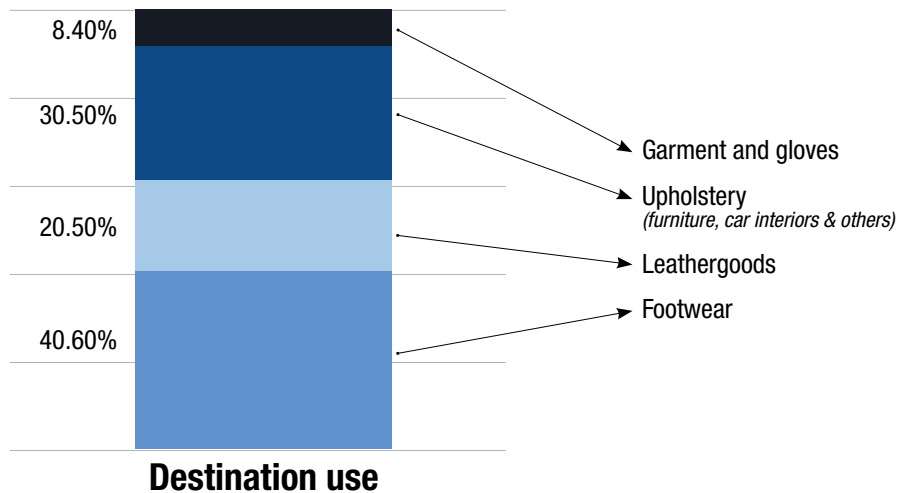 8.40%
30.50%
20.50%
40.60%
Garment and gloves
Upholstery
(furniture, car interiors & others)
Leathergoods
Footwear
Destination use